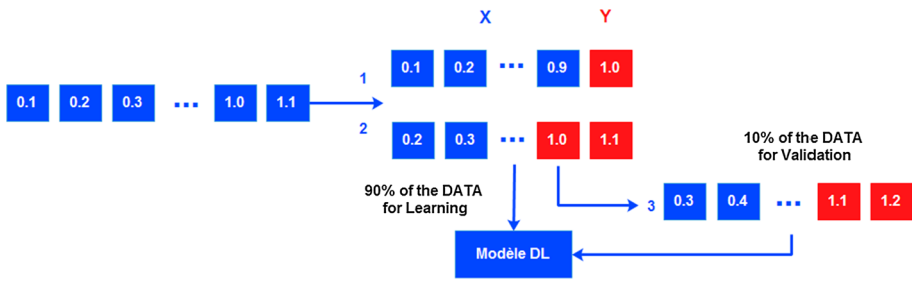 X Y
1 0.1 0.2 ... 0.9 1.0
0.1 0.2 0.3 ... 1.0 1.1
2 0.2 0.3 ... 1.0 1.1
10% of the DATA
for Validation
90% of the DATA
for Learning
3 0.3 0.4 ... 1.1 1.2
Modèle DL